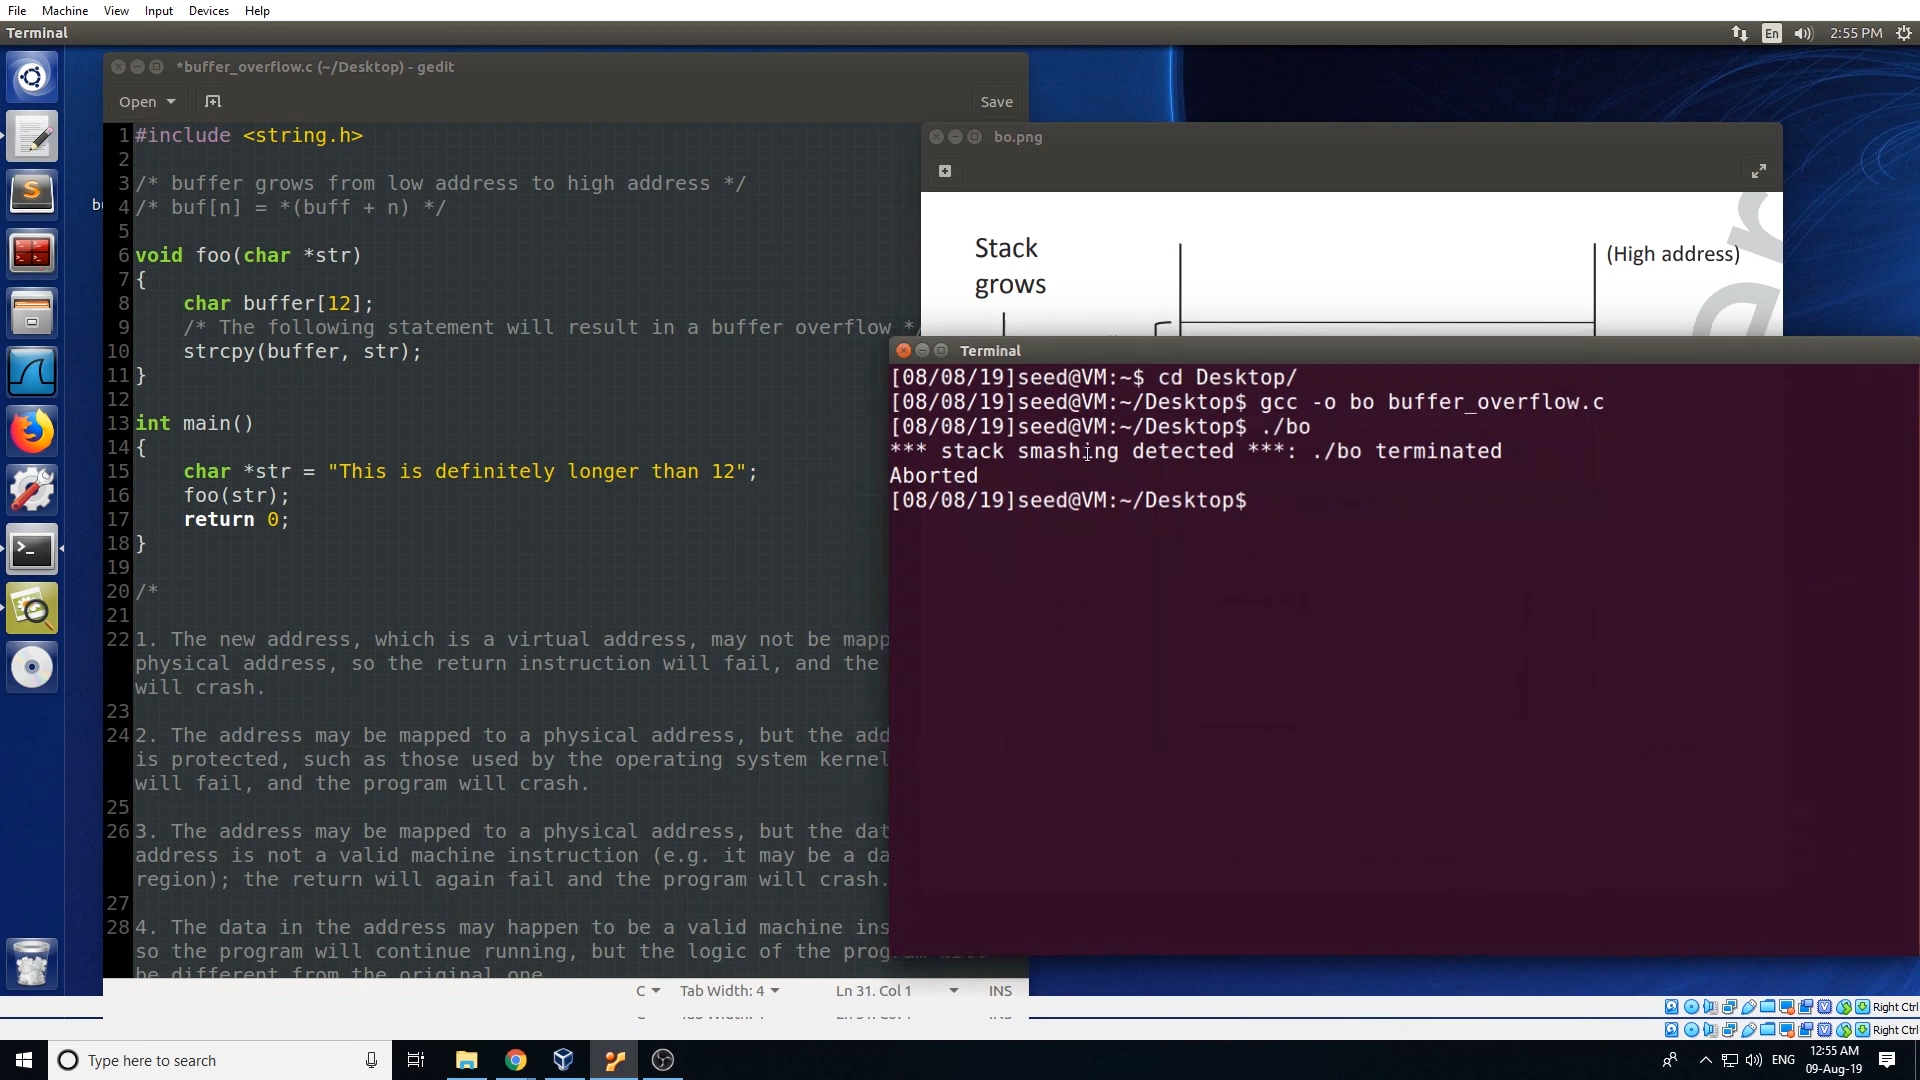 File Machine View Input Devices Help
Terminal
En
2:55 PM
*buffer_overflow.c (~/Desktop) - gedit
Open
Save
1 #include <string.h>
2
3 /* buffer grows from low address to high address */
4 /* buf[n] = *(buff + n) */
5
6 void foo(char *str)
7 {
8 char buffer[12];
9 /* The following statement will result in a buffer overflow */
10 strcpy(buffer, str);
11 }
12
13 int main()
14 {
15 char *str = "This is definitely longer than 12";
16 foo(str);
17 return 0;
18 }
19
20 /*
21
22 1. The new address, which is a virtual address, may not be mapp
physical address, so the return instruction will fail, and the
will crash.
23
24 2. The address may be mapped to a physical address, but the add
is protected, such as those used by the operating system kernel
will fail, and the program will crash.
25
26 3. The address may be mapped to a physical address, but the dat
address is not a valid machine instruction (e.g. it may be a da
region); the return will again fail and the program will crash.
27
28 4. The data in the address may happen to be a valid machine ins
so the program will continue running, but the logic of the prog
be different from the original one
C
Tab Width: 4
Ln 31, Col 1
INS
bo.png
Stack
grows
(High address)
Terminal
[08/08/19]seed@VM:~$ cd Desktop/
[08/08/19]seed@VM:~/Desktop$ gcc -o bo buffer_overflow.c
[08/08/19]seed@VM:~/Desktop$ ./bo
*** stack smashing detected ***: ./bo terminated
Aborted
[08/08/19]seed@VM:~/Desktop$
Right Ctrl
Right Ctrl
Type here to search
ENG
12:55 AM
09-Aug-19